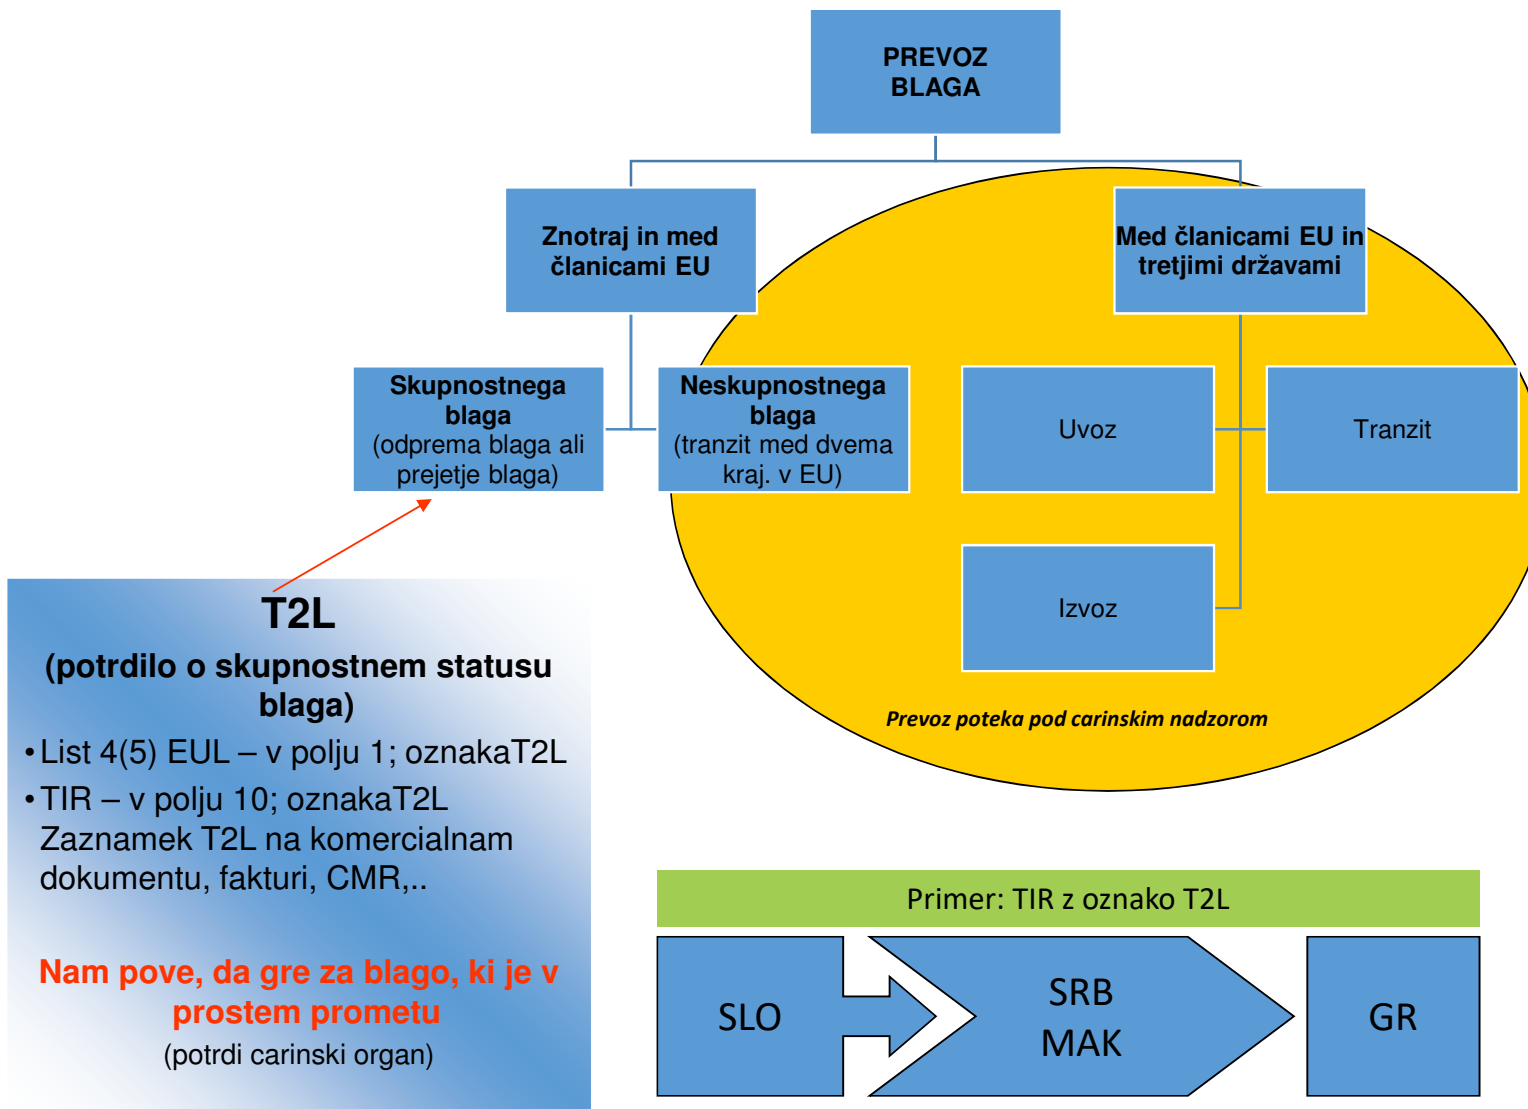 PREVOZ
BLAGA
Znotraj in med
članicami EU
Med članicami EU in
tretjimi državami
Skupnostnega
blaga
(odprema blaga ali
prejetje blaga)
Neskupnostnega
blaga
(tranzit med dvema
kraj. v EU)
Uvoz
Tranzit
Izvoz
Prevoz poteka pod carinskim nadzorom
T2L
(potrdilo o skupnostnem statusu
blaga)
• List 4(5) EUL – v polju 1; oznakaT2L
• TIR – v polju 10; oznakaT2L
Zaznamek T2L na komercialnam
dokumentu, fakturi, CMR,..
Nam pove, da gre za blago, ki je v
prostem prometu
(potrdi carinski organ)
Primer: TIR z oznako T2L
SLO
SRB
MAK
GR